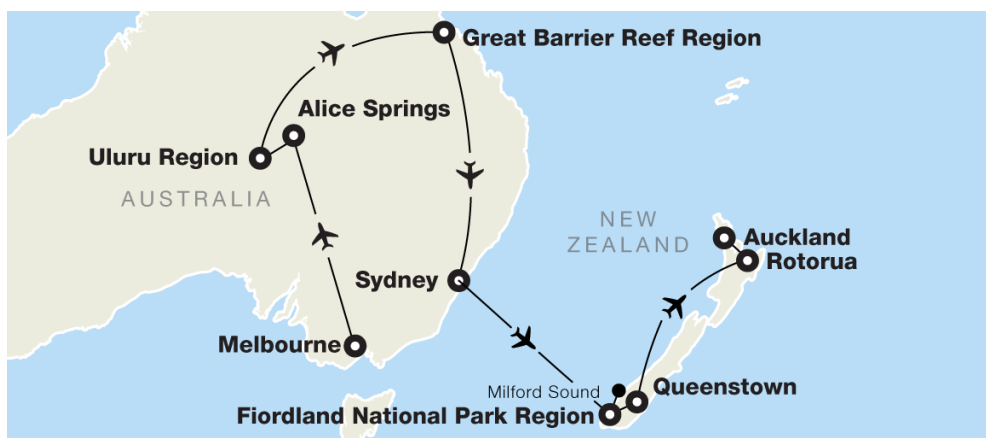 Great Barrier Reef Region
Alice Springs
Uluru Region
AUSTRALIA
NEW
ZEALAND
Auckland
Rotorua
Sydney
Melbourne
Milford Sound
Queenstown
Fiordland National Park Region